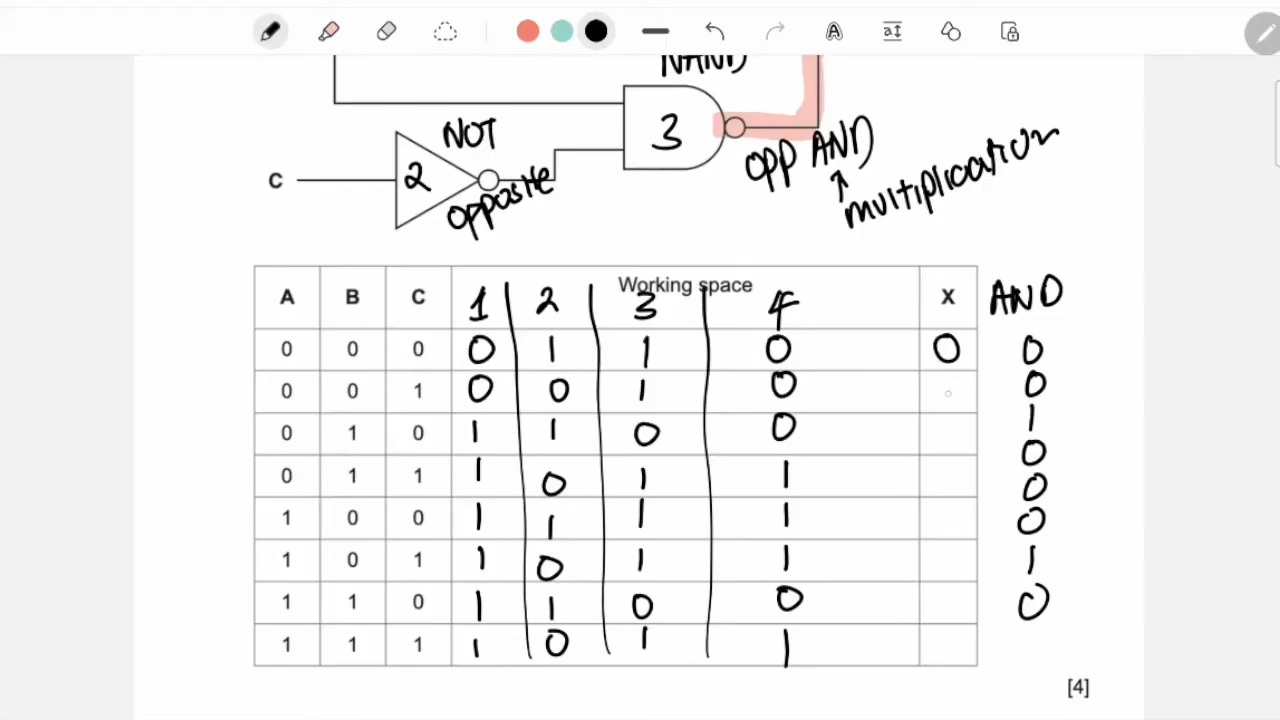 NAND
3
NOT
OPP AND
multiplication
C
2
opposite
A B C Working space X
1 2 3 4 AND
0 0 0 0 1 1 0 0 0
0 0 1 0 0 1 0 0
0 1 0 1 1 0 0 1
0 1 1 1 0 1 1 0
1 0 0 1 1 1 1 0
1 0 1 1 0 1 1 0
1 1 0 1 1 0 0 1
1 1 1 1 0 1 1 0
[4]